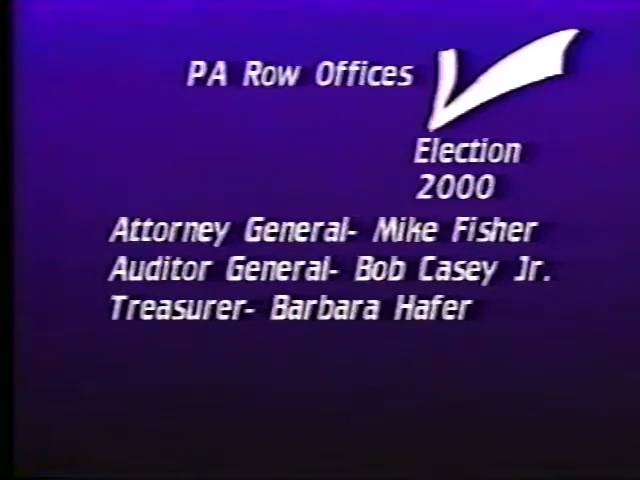 PA Row Offices
Election
2000
Attorney General- Mike Fisher
Auditor General- Bob Casey Jr.
Treasurer- Barbara Hafer